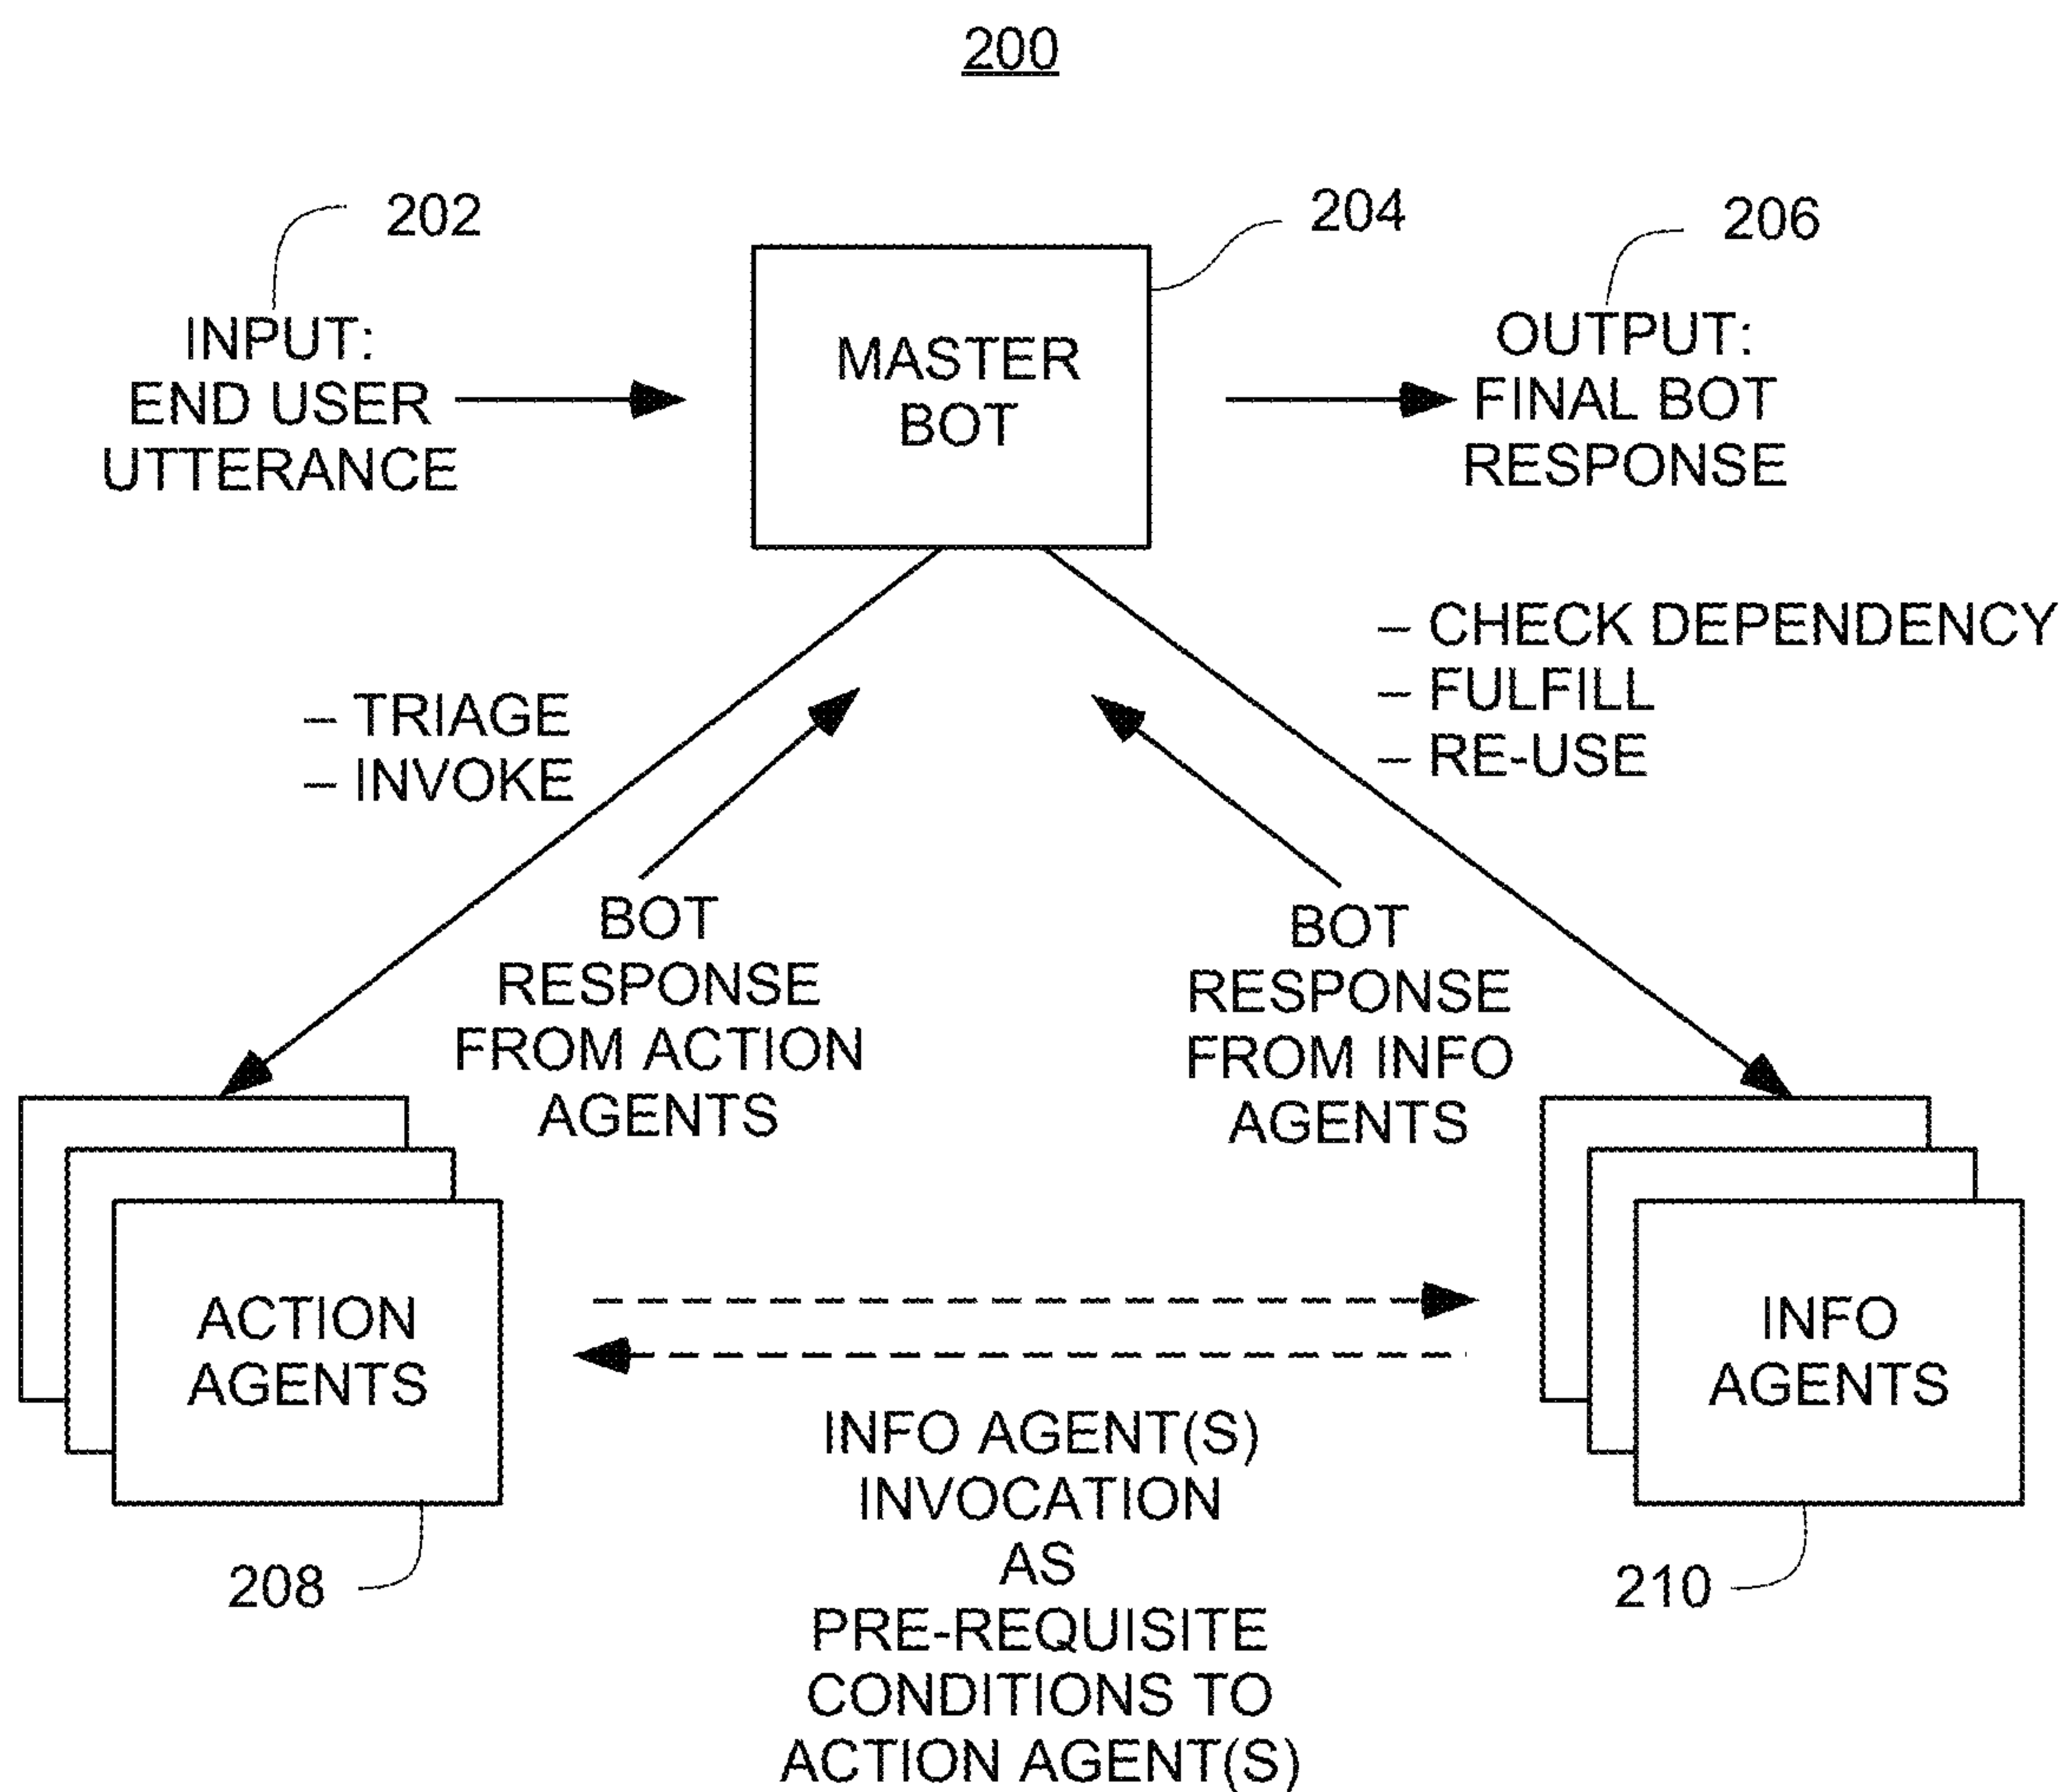 200
202
204
206
INPUT:
END USER
UTTERANCE
MASTER
BOT
OUTPUT:
FINAL BOT
RESPONSE
– TRIAGE
– INVOKE
– CHECK DEPENDENCY
– FULFILL
– RE-USE
BOT
RESPONSE
FROM ACTION
AGENTS
BOT
RESPONSE
FROM INFO
AGENTS
ACTION
AGENTS
INFO
AGENTS
INFO AGENT(S)
INVOCATION
AS
PRE-REQUISITE
CONDITIONS TO
ACTION AGENT(S)
208
210